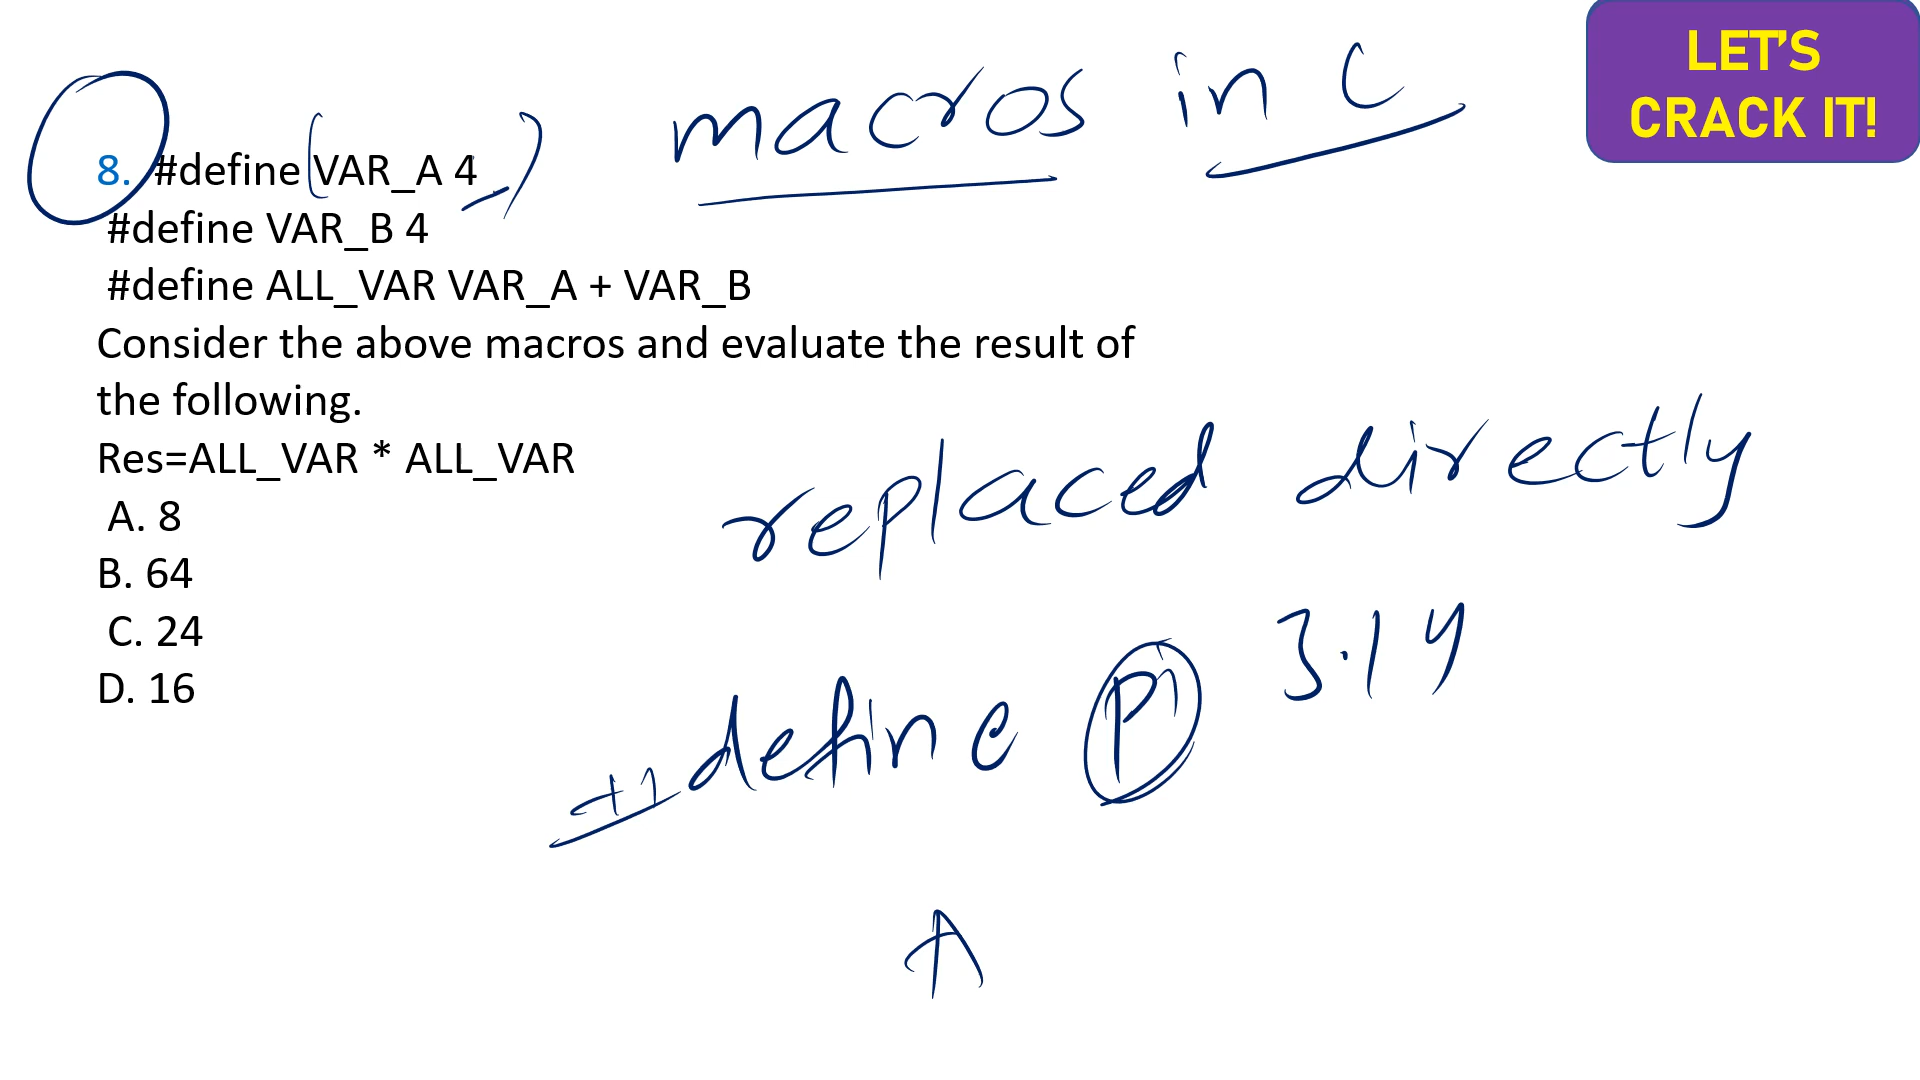 LET'S
CRACK IT!
macros in C
8. #define VAR_A 4
#define VAR_B 4
#define ALL_VAR VAR_A + VAR_B
Consider the above macros and evaluate the result of
the following.
Res=ALL_VAR * ALL_VAR
A. 8
B. 64
C. 24
D. 16
replaced directly
#define Pi 3.14
A